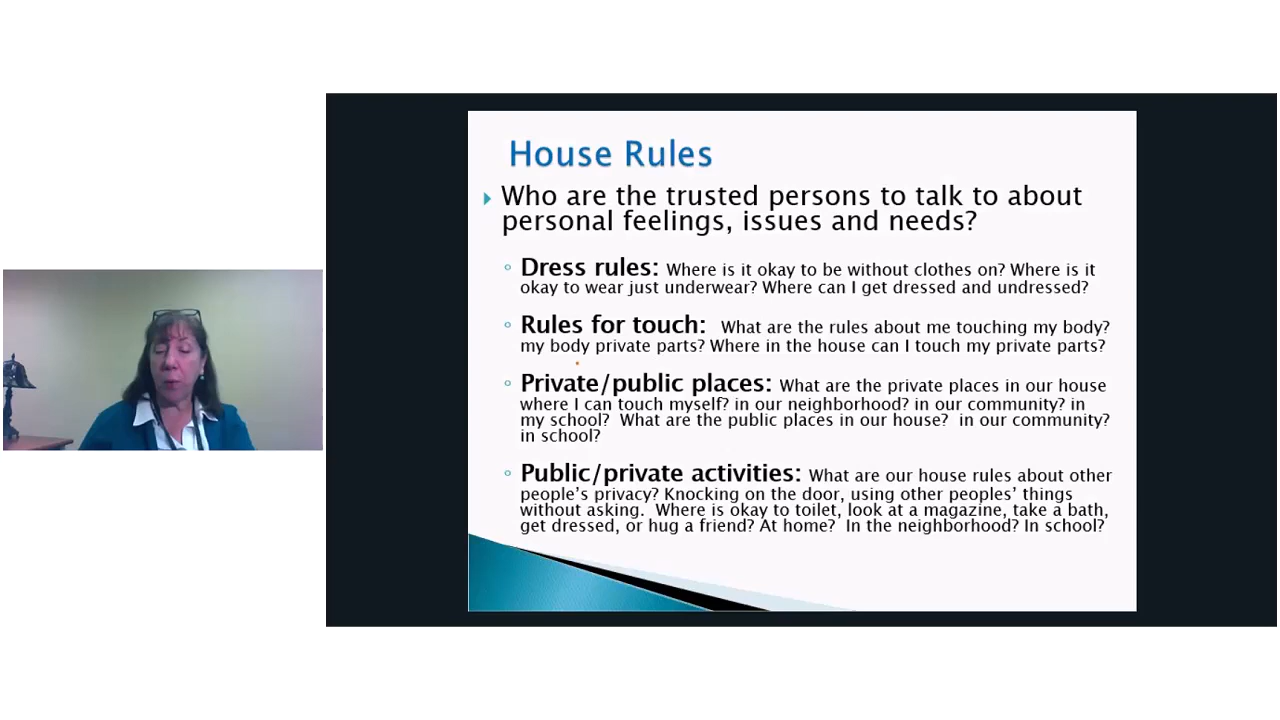 House Rules
Who are the trusted persons to talk to about
personal feelings, issues and needs?
Dress rules: Where is it okay to be without clothes on? Where is it
okay to wear just underwear? Where can I get dressed and undressed?
Rules for touch: What are the rules about me touching my body?
my body private parts? Where in the house can I touch my private parts?
Private/public places: What are the private places in our house
where I can touch myself? in our neighborhood? in our community? in
my school? What are the public places in our house? in our community?
in school?
Public/private activities: What are our house rules about other
people's privacy? Knocking on the door, using other peoples' things
without asking. Where is okay to toilet, look at a magazine, take a bath,
get dressed, or hug a friend? At home? In the neighborhood? In school?